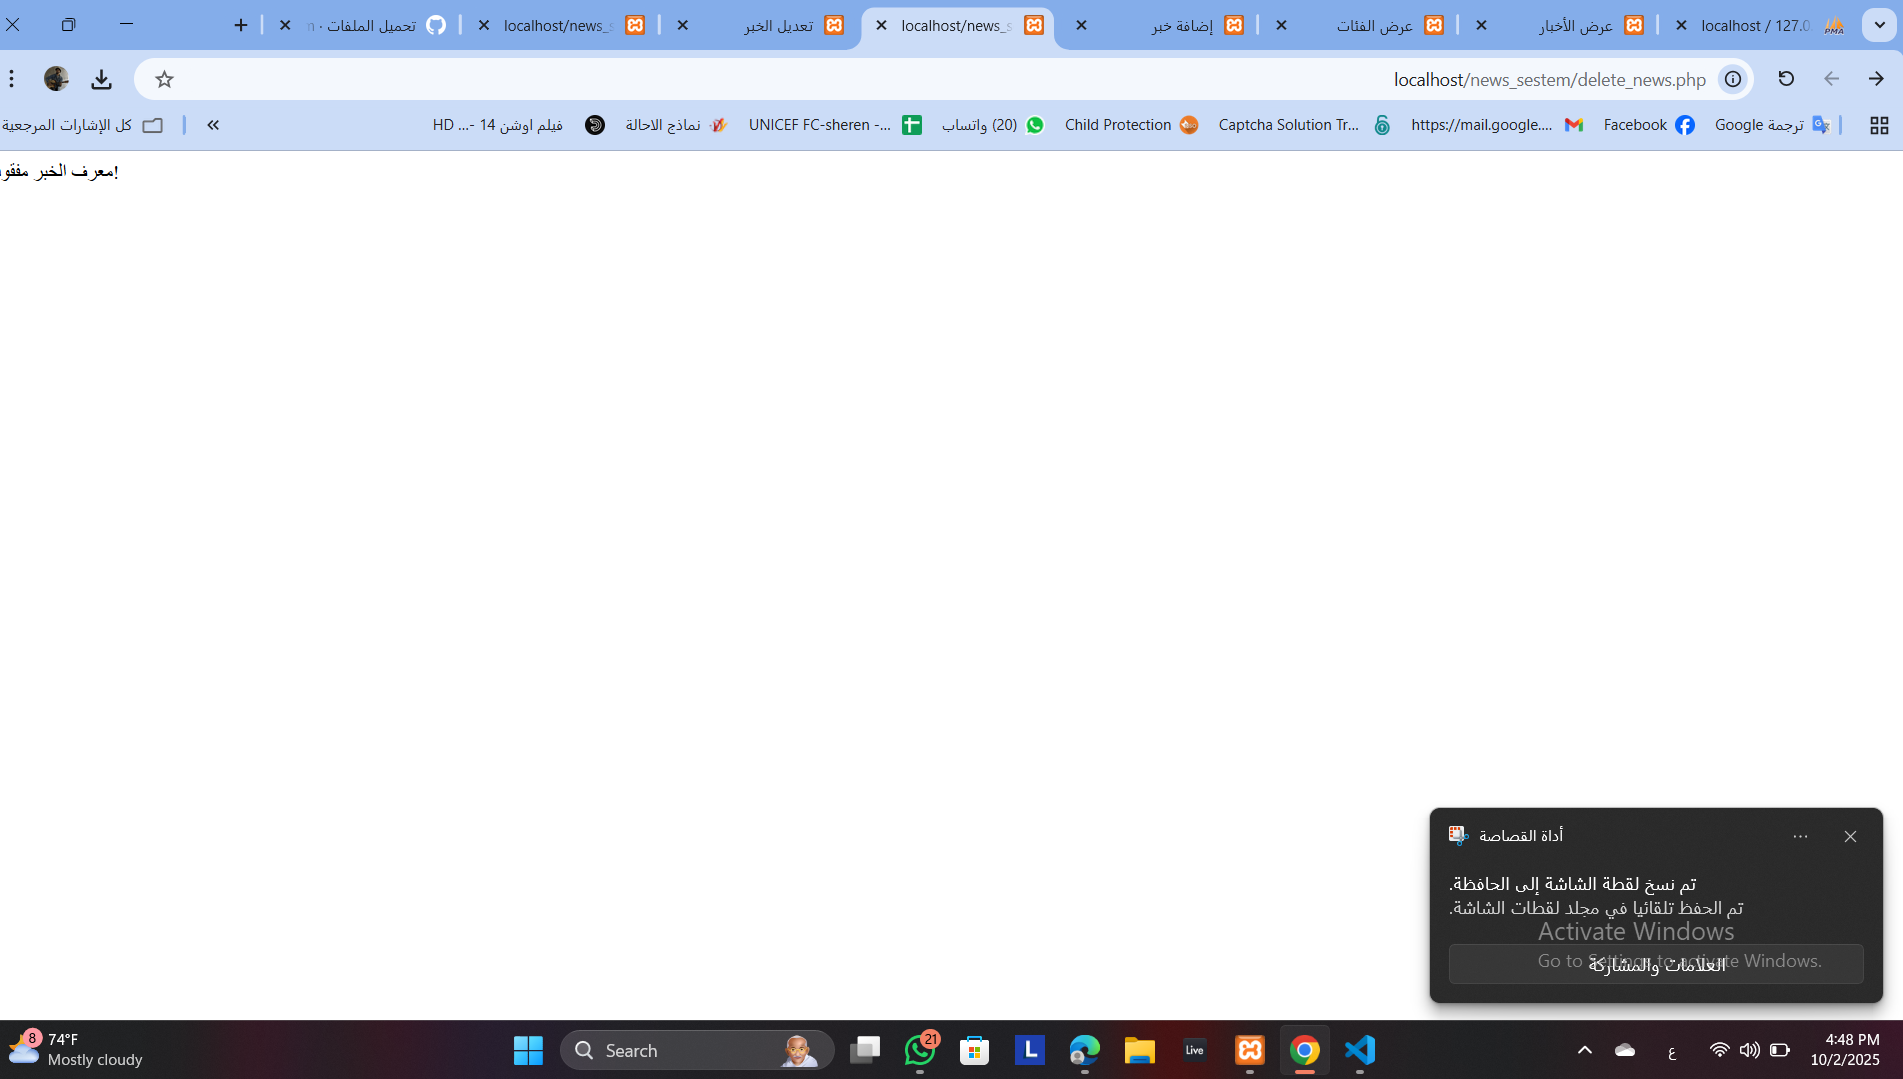 localhost / 127.0.
عرض الأخبار
عرض الفئات
إضافة خبر
localhost/news_s
تعديل الخبر
localhost/news_s
تحميل الملفات ·
localhost/news_sestem/delete_news.php
ترجمة Google
Facebook
https://mail.google....
Captcha Solution Tr...
Child Protection
(20) واتساب
UNICEF FC-sheren -...
نماذج الاحالة
فيلم اوشن 14 -... HD
كل الإشارات المرجعية
معرف الخبر مفقو!
أداة القصاصة
تم نسخ لقطة الشاشة إلى الحافظة.
تم الحفظ تلقائيا في مجلد لقطات الشاشة.
Activate Windows
Go to Settings to activate Windows.
العلامات والمشاركة
8
74°F
Mostly cloudy
Search
21
L
Live
ع
4:48 PM
10/2/2025